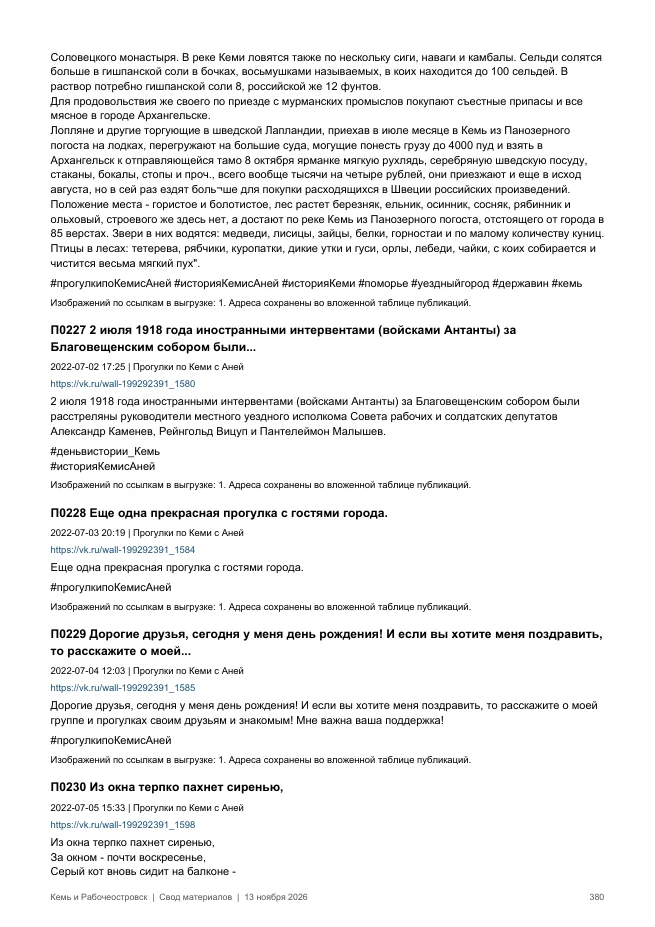 Соловецкого монастыря. В реке Кеми ловятся также по нескольку сиги, наваги и камбалы. Сельди солятся
больше в гишпанской соли в бочках, восьмушками называемых, в коих находится до 100 сельдей. В
раствор потребно гишпанской соли 8, российской же 12 фунтов.
Для продовольствия же своего по приезде с мурманских промыслов покупают съестные припасы и все
мясное в городе Архангельске.
Лопляне и другие торгующие в шведской Лапландии, приехав в июле месяце в Кемь из Панозерного
погоста на лодках, перегружают на большие суда, могущие понесть грузу до 4000 пуд и взять в
Архангельск к отправляющейся тамо 8 октября ярманке мягкую рухлядь, серебряную шведскую посуду,
стаканы, бокалы, стопы и проч., всего вообще тысячи на четыре рублей, они приезжают и еще в исход
августа, но в сей раз ездят боль¬ше для покупки расходящихся в Швеции российских произведений.
Положение места - гористое и болотистое, лес растет березняк, ельник, осинник, сосняк, рябинник и
ольховый, строевого же здесь нет, а достают по реке Кемь из Панозерного погоста, отстоящего от города в
85 верстах. Звери в них водятся: медведи, лисицы, зайцы, белки, горностаи и по малому количеству куниц.
Птицы в лесах: тетерева, рябчики, куропатки, дикие утки и гуси, орлы, лебеди, чайки, с коих собирается и
чистится весьма мягкий пух".
#прогулкипоКемисАней #историяКемисАней #историяКеми #поморье #уездныйгород #державин #кемь
Изображений по ссылкам в выгрузке: 1. Адреса сохранены во вложенной таблице публикаций.
П0227 2 июля 1918 года иностранными интервентами (войсками Антанты) за
Благовещенским собором были...
2022-07-02 17:25 | Прогулки по Кеми с Аней
https://vk.ru/wall-199292391_1580
2 июля 1918 года иностранными интервентами (войсками Антанты) за Благовещенским собором были
расстреляны руководители местного уездного исполкома Совета рабочих и солдатских депутатов
Александр Каменев, Рейнгольд Вицуп и Пантелеймон Малышев.
#деньвистории_Кемь
#историяКемисАней
Изображений по ссылкам в выгрузке: 1. Адреса сохранены во вложенной таблице публикаций.
П0228 Еще одна прекрасная прогулка с гостями города.
2022-07-03 20:19 | Прогулки по Кеми с Аней
https://vk.ru/wall-199292391_1584
Еще одна прекрасная прогулка с гостями города.
#прогулкипоКемисАней
Изображений по ссылкам в выгрузке: 1. Адреса сохранены во вложенной таблице публикаций.
П0229 Дорогие друзья, сегодня у меня день рождения! И если вы хотите меня поздравить,
то расскажите о моей...
2022-07-04 12:03 | Прогулки по Кеми с Аней
https://vk.ru/wall-199292391_1585
Дорогие друзья, сегодня у меня день рождения! И если вы хотите меня поздравить, то расскажите о моей
группе и прогулках своим друзьям и знакомым! Мне важна ваша поддержка!
#прогулкипоКемисАней
Изображений по ссылкам в выгрузке: 1. Адреса сохранены во вложенной таблице публикаций.
П0230 Из окна терпко пахнет сиренью,
2022-07-05 15:33 | Прогулки по Кеми с Аней
https://vk.ru/wall-199292391_1598
Из окна терпко пахнет сиренью,
За окном - почти воскресенье,
Серый кот вновь сидит на балконе -
Кемь и Рабочеостровск | Свод материалов | 13 ноября 2026 380